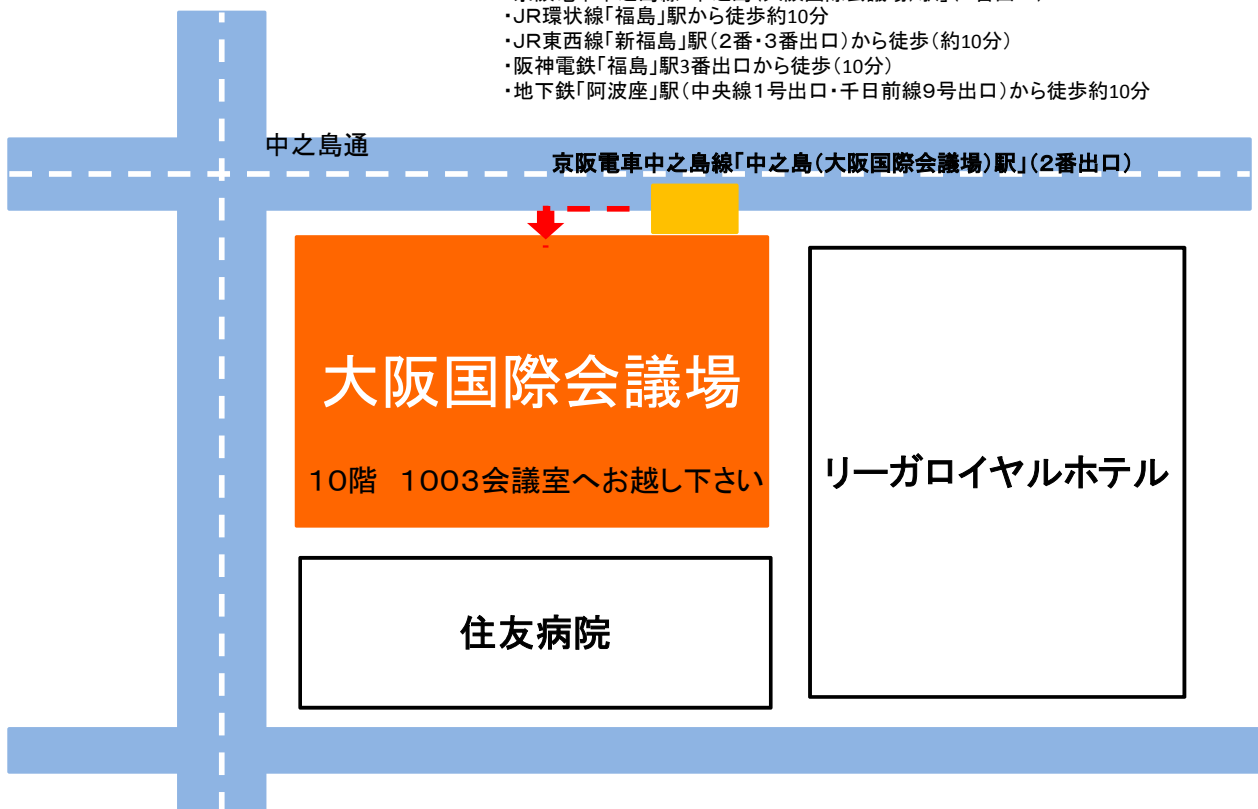 ・JR環状線「福島」駅から徒歩約10分
・JR東西線「新福島」駅(2番・3番出口)から徒歩(約10分)
・阪神電鉄「福島」駅3番出口から徒歩(10分)
・地下鉄「阿波座」駅(中央線1号出口・千日前線9号出口)から徒歩約10分
中之島通
京阪電車中之島線「中之島(大阪国際会議場)駅」(2番出口)
大阪国際会議場
10階 1003会議室へお越し下さい
リーガロイヤルホテル
住友病院